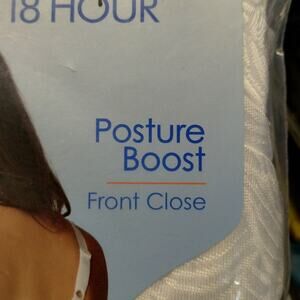 18 HOUR
Posture
Boost
Front Close